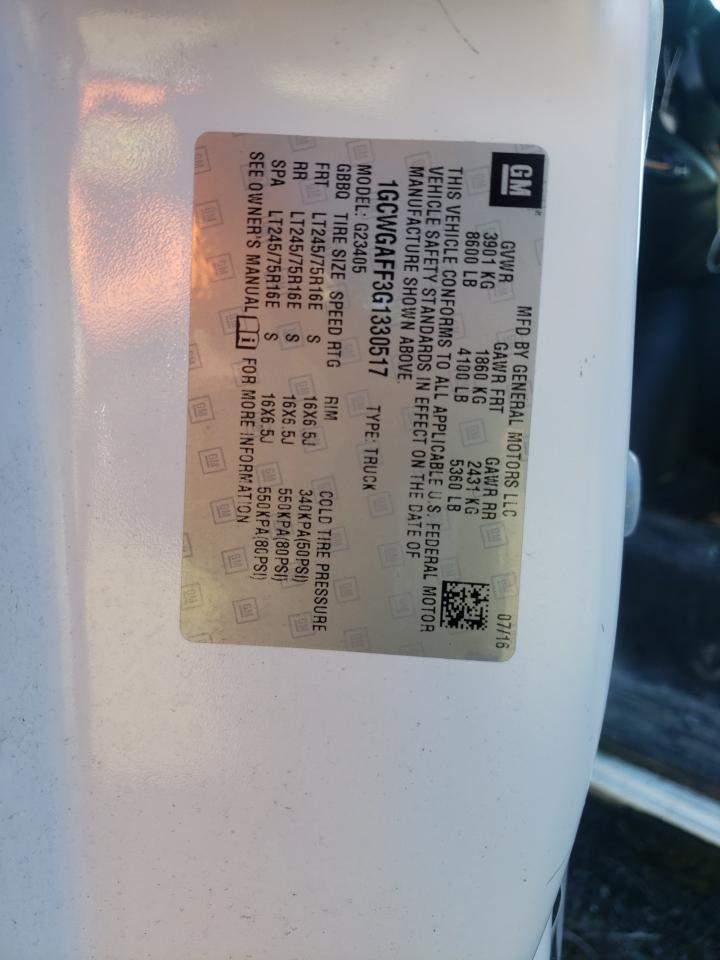 GM
MFD BY GENERAL MOTORS LLC 07/16
GVWR GAWR FRT GAWR RR
3901 KG 1860 KG 2431 KG
8600 LB 4100 LB 5360 LB
THIS VEHICLE CONFORMS TO ALL APPLICABLE U.S. FEDERAL MOTOR
VEHICLE SAFETY STANDARDS IN EFFECT ON THE DATE OF
MANUFACTURE SHOWN ABOVE.
1GCWGAFF3G1330517 TYPE: TRUCK
MODEL: G23405
GBBQ TIRE SIZE SPEED RTG RIM COLD TIRE PRESSURE
FRT LT245/75R16E S 16X6.5J 340KPA(50PSI)
RR LT245/75R16E S 16X6.5J 550KPA(80PSI)
SPA LT245/75R16E S 16X6.5J 550KPA(80PSI)
SEE OWNER'S MANUAL i FOR MORE INFORMATION